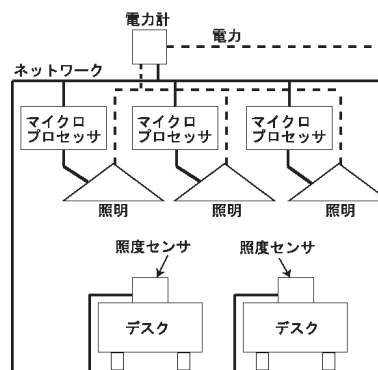 電力計
電力
ネットワーク
マイクロ
プロセッサ
マイクロ
プロセッサ
マイクロ
プロセッサ
照明
照明
照明
照度センサ
照度センサ
デスク
デスク